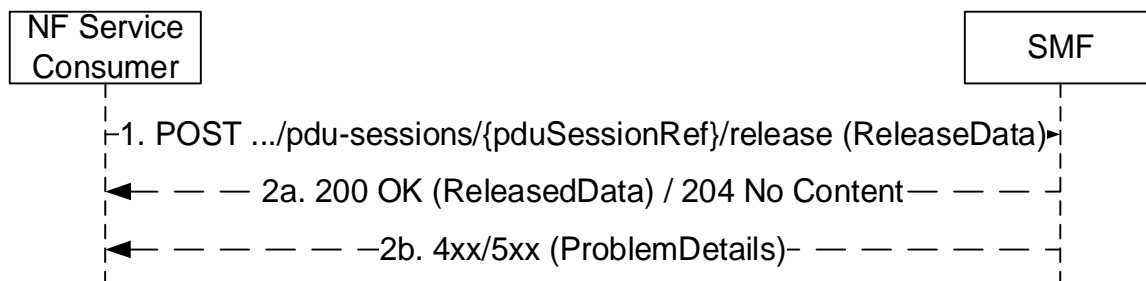 NF Service
Consumer
SMF
1. POST .../pdu-sessions/{pduSessionRef}/release (ReleaseData)
2a. 200 OK (ReleasedData) / 204 No Content
2b. 4xx/5xx (ProblemDetails)